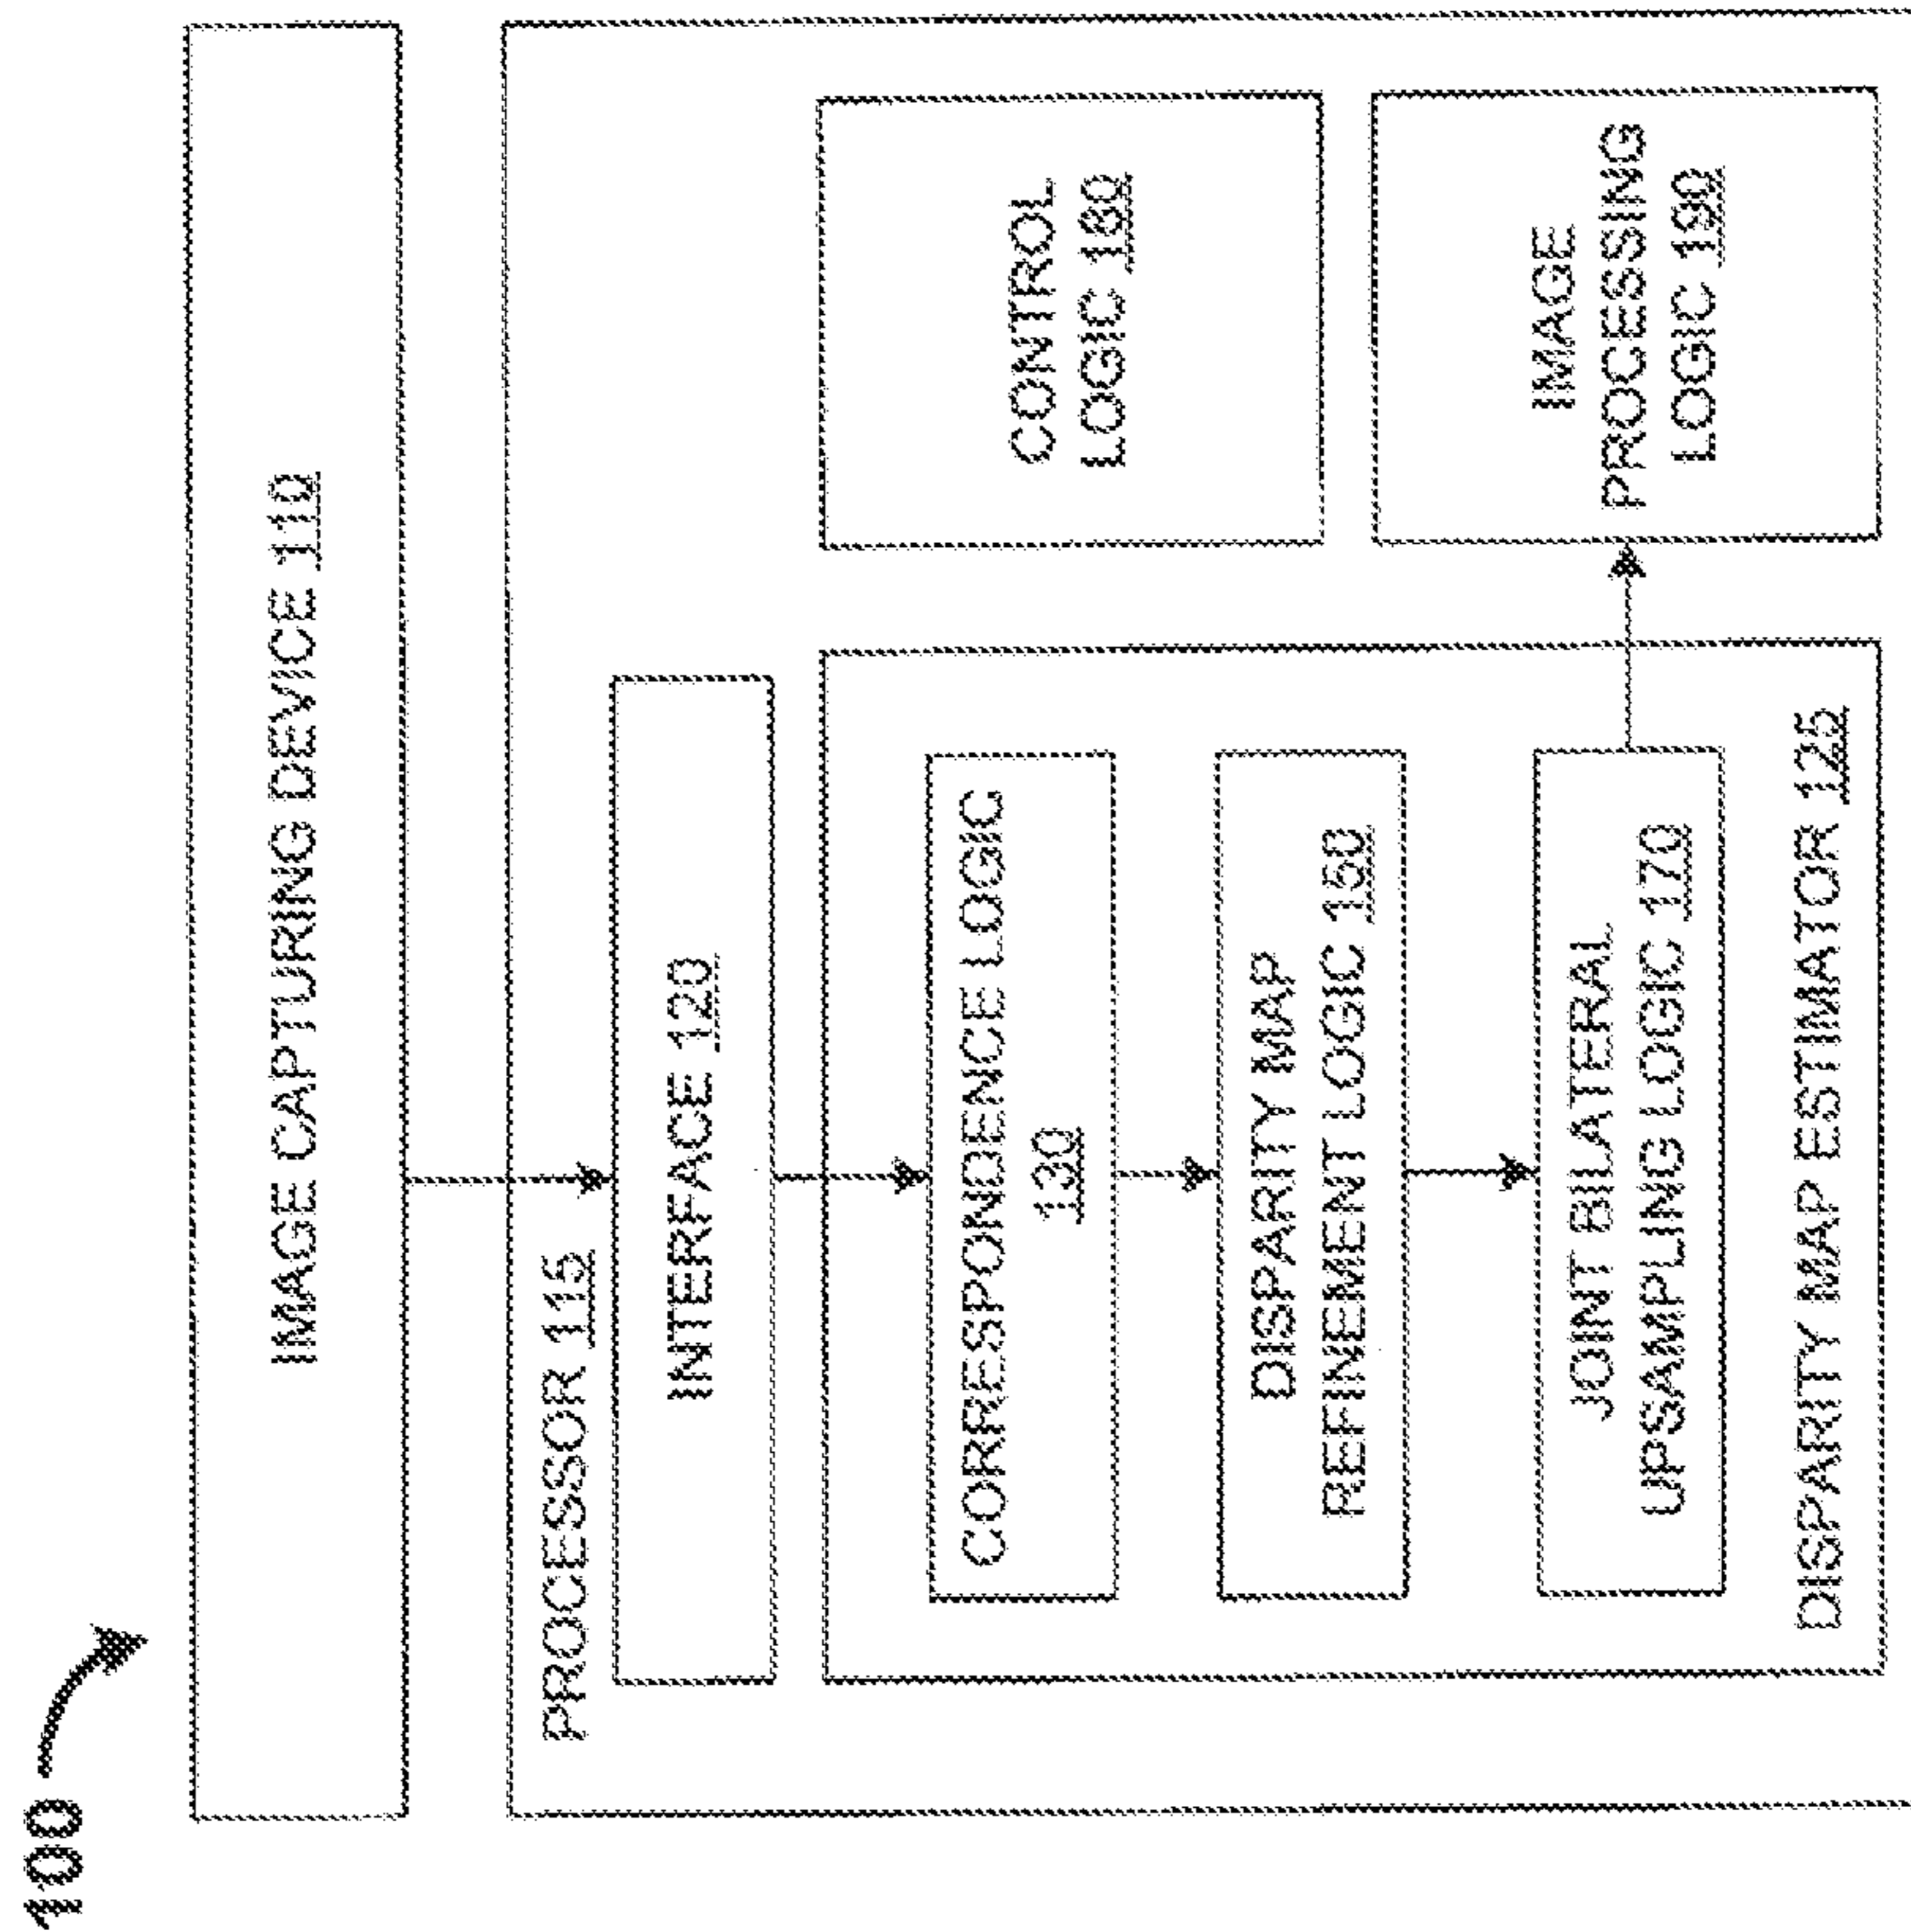 100
IMAGE CAPTURING DEVICE 110
PROCESSOR 115
INTERFACE 120
CORRESPONDENCE LOGIC
130
DISPARITY MAP
REFINEMENT LOGIC 150
JOINT BILATERAL
UPSAMPLING LOGIC 170
DISPARITY MAP ESTIMATOR 125
CONTROL
LOGIC 180
IMAGE
PROCESSING
LOGIC 190